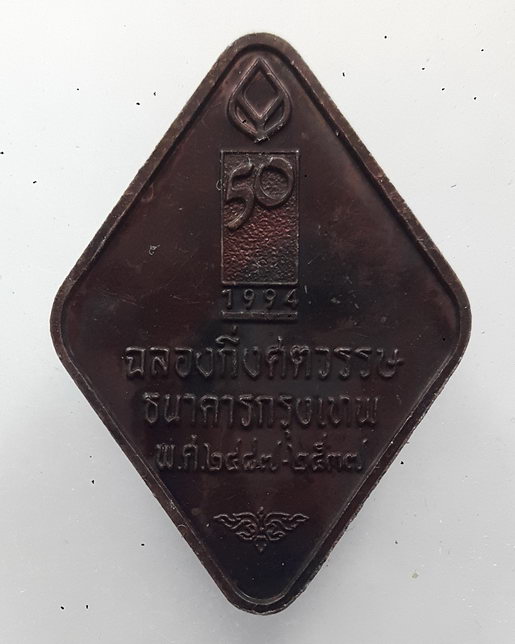 50
1994
ฉลองกึ่งศตวรรษ
ธนาคารกรุงเทพ
พ.ศ.๒๔๘๗-๒๕๓๗